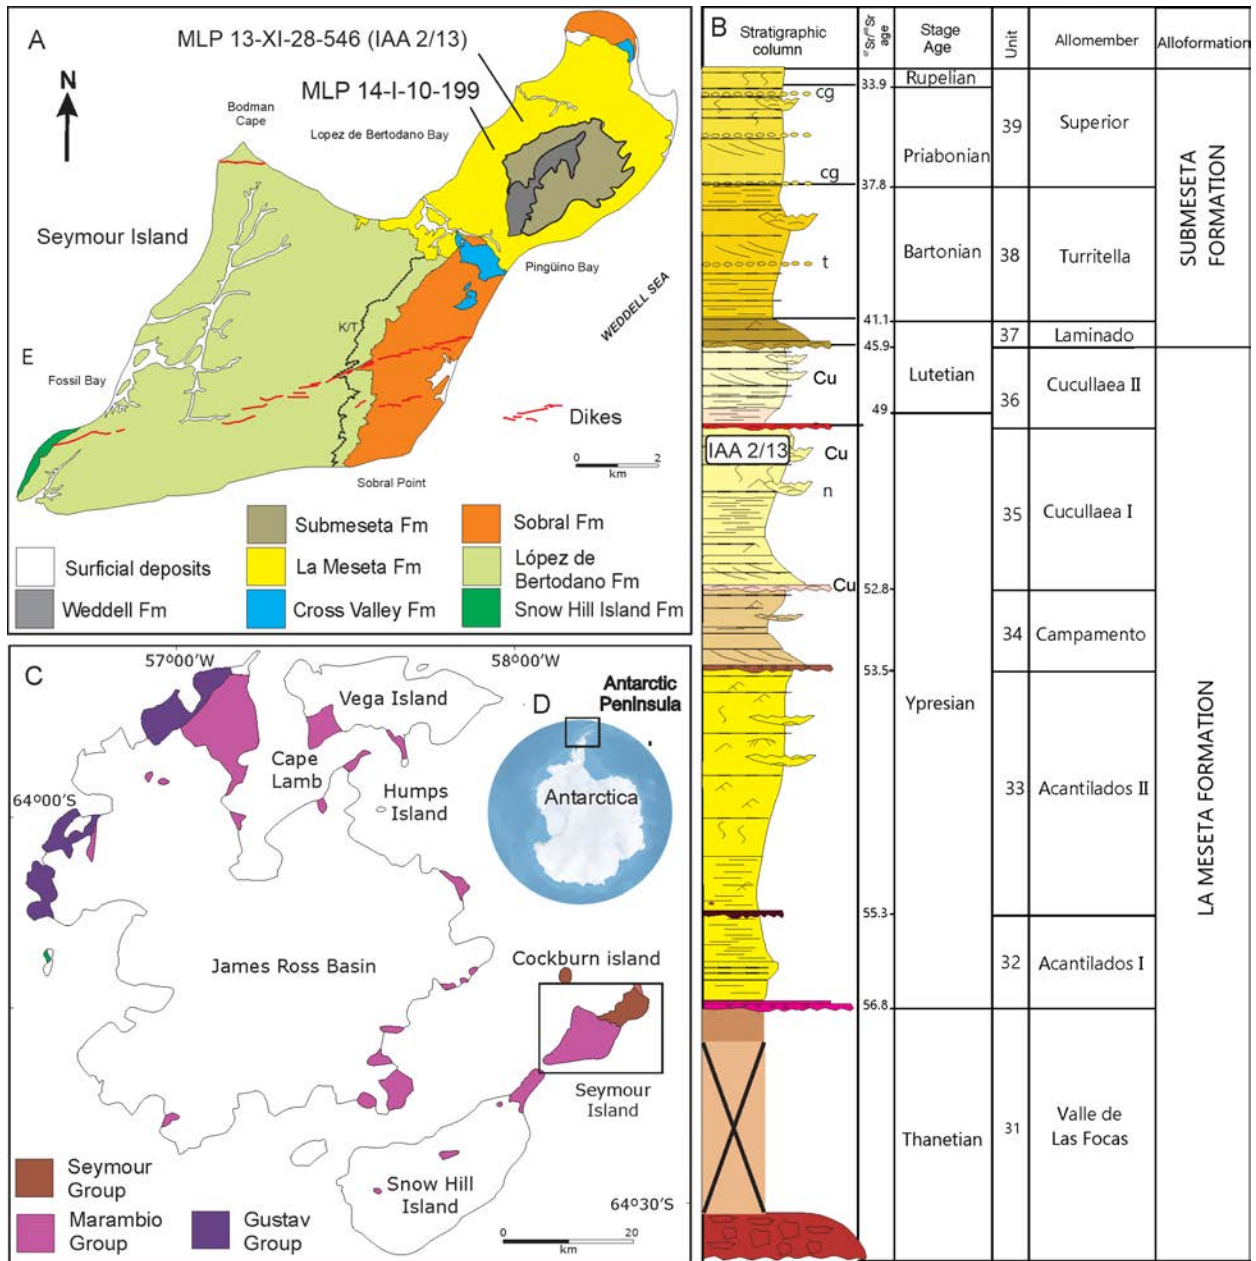 A
MLP 13-XI-28-546 (IAA 2/13)
MLP 14-I-10-199
N
Bodman
Cape
Lopez de Bertodano Bay
Seymour Island
Pingüino Bay
WEDDELL SEA
K/T
E
Fossil Bay
Dikes
0 2
km
Sobral Point
Submeseta Fm
Sobral Fm
Surficial deposits
La Meseta Fm
López de
Bertodano Fm
Weddell Fm
Cross Valley Fm
Snow Hill Island Fm
B
Stratigraphic
column
⁸⁷Sr/⁸⁶Sr
age
Stage
Age
Unit
Allomember
Alloformation
Rupelian
33.9
cg
39
Superior
Priabonian
cg
37.8
SUBMESETA
FORMATION
Bartonian
38
Turritella
t
41.1
37
Laminado
45.9
Lutetian
Cucullaea II
Cu
36
49
IAA 2/13
Cu
n
35
Cucullaea I
Cu
52.8
34
Campamento
53.5
Ypresian
LA MESETA FORMATION
33
Acantilados II
55.3
32
Acantilados I
56.8
Thanetian
31
Valle de
Las Focas
C
57º00'W
58º00'W
Vega Island
D
Antarctic
Peninsula
Cape
Lamb
Humps
Island
64º00'S
Antarctica
James Ross Basin
Cockburn island
Seymour
Island
Snow Hill
Island
64º30'S
Seymour
Group
Marambio
Group
Gustav
Group
0 20
km